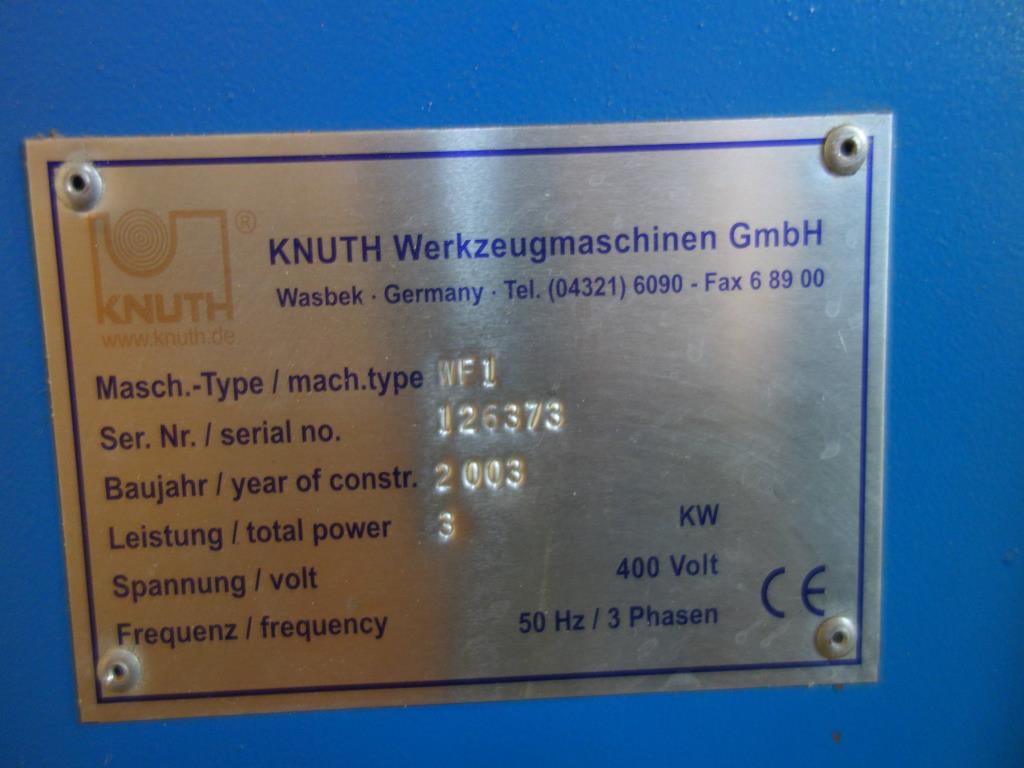 KNUTH ®
www.knuth.de
KNUTH Werkzeugmaschinen GmbH
Wasbek · Germany · Tel. (04321) 6090 - Fax 6 89 00
Masch.-Type / mach.type WF1
Ser. Nr. / serial no. 126373
Baujahr / year of constr. 2003
Leistung / total power 3 KW
Spannung / volt 400 Volt
Frequenz / frequency 50 Hz / 3 Phasen
CE